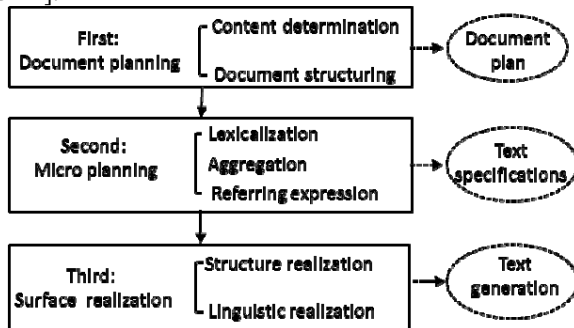 ].
First:
Document planning
Content determination
Document structuring
Document
plan
Second:
Micro planning
Lexicalization
Aggregation
Referring expression
Text
specifications
Third:
Surface realization
Structure realization
Linguistic realization
Text
generation